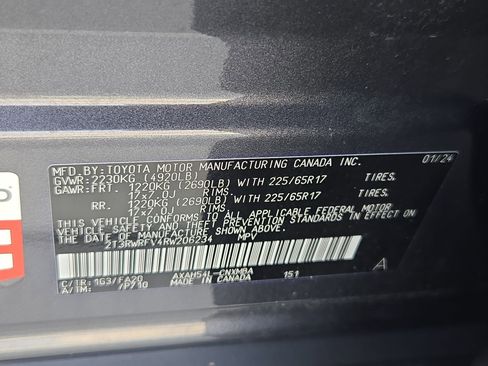 MFD.BY:TOYOTA MOTOR MANUFACTURING CANADA INC. 01/24
GVWR:2230KG (4920LB)
GAWR:FRT. 1220KG (2690LB) WITH 225/65R17 TIRES.
17x7.0J RIMS
RR. 1220KG (2690LB) WITH 225/65R17 TIRES.
17x7.0J RIMS
THIS VEHICLE CONFORMS TO ALL APPLICABLE FEDERAL MOTOR
VEHICLE SAFETY STANDARDS IN EFFECT ON THE DATE OF
MANUFACTURE SHOWN ABOVE.
2T3RWRFV4RW206234 MPV
C/TR:1G3/FA20 AXAH54L-CNXMBA 151 A
A/TM: /P710 MADE IN CANADA